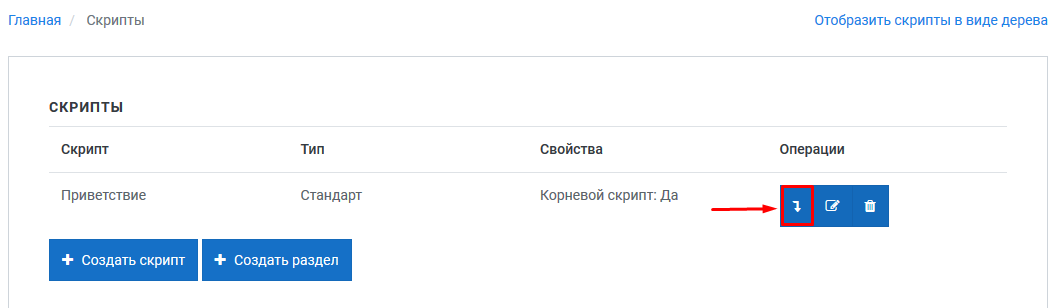 Главная / Скрипты Отобразить скрипты в виде дерева
СКРИПТЫ
Скрипт Тип Свойства Операции
Приветствие Стандарт Корневой скрипт: Да
Создать скрипт Создать раздел